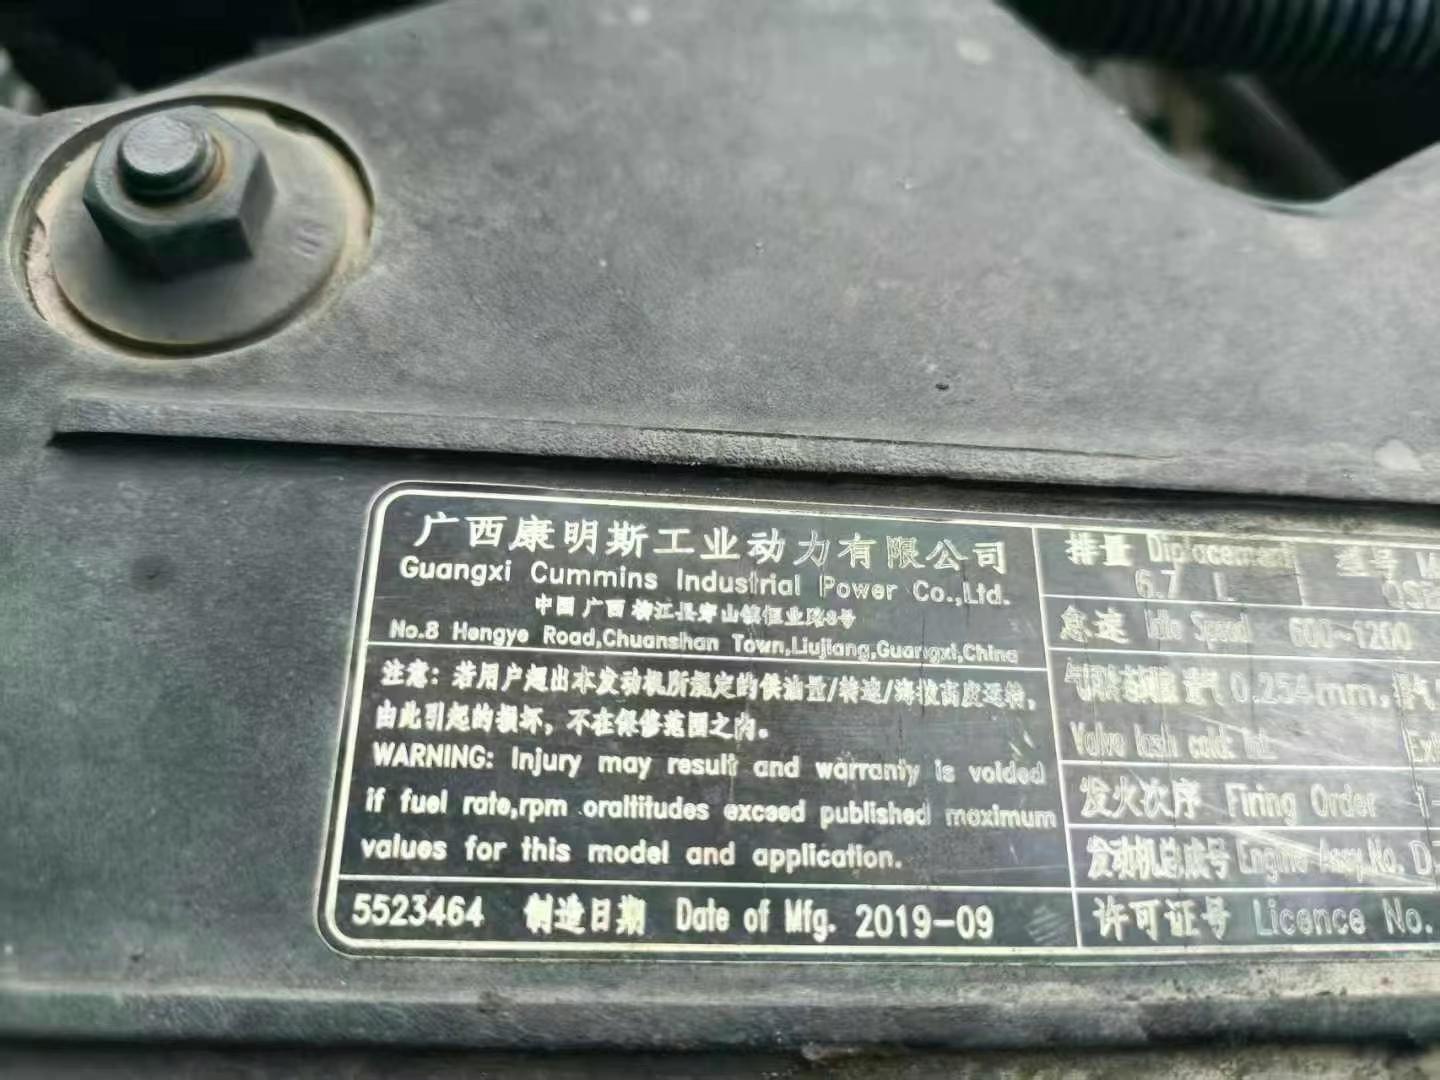 广西康明斯工业动力有限公司
Guangxi Cummins Industrial Power Co.,Ltd.
中国广西柳江县穿山镇恒业路8号
No.8 Hengye Road,Chuanshan Town,Liujiang,Guangxi,China
注意:若用户超出本发动机所规定的供油量/转速/海拔高度运转,
由此引起的损坏,不在保修范围之内。
WARNING: Injury may result and warranty is voided
if fuel rate,rpm oraltitudes exceed published maximum
values for this model and application.
5523464 制造日期 Date of Mfg. 2019-09
排量 Diplacement 型号
6.7 L
怠速 Idle Speed 600~1200
0.254mm,
Valve lash cold: Int.
发火次序 Firing Order 1-
发动机总成号 Engine Assy.No.
许可证号 Licence No.
US